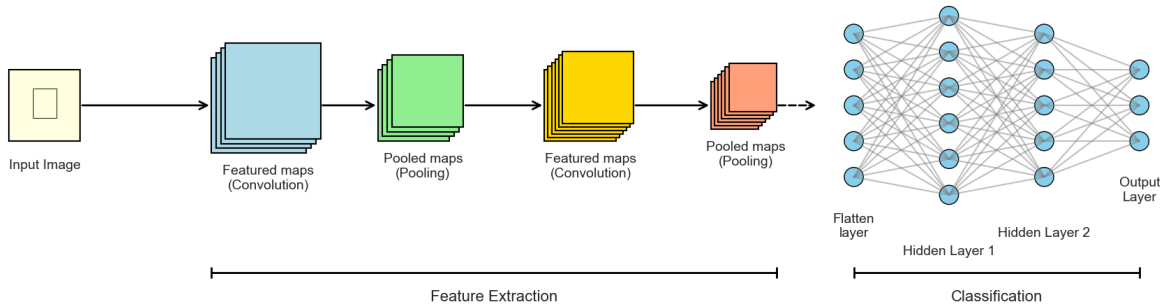 Input Image
Featured maps
(Convolution)
Pooled maps
(Pooling)
Featured maps
(Convolution)
Pooled maps
(Pooling)
Flatten
layer
Hidden Layer 1
Hidden Layer 2
Output
Layer
Feature Extraction
Classification